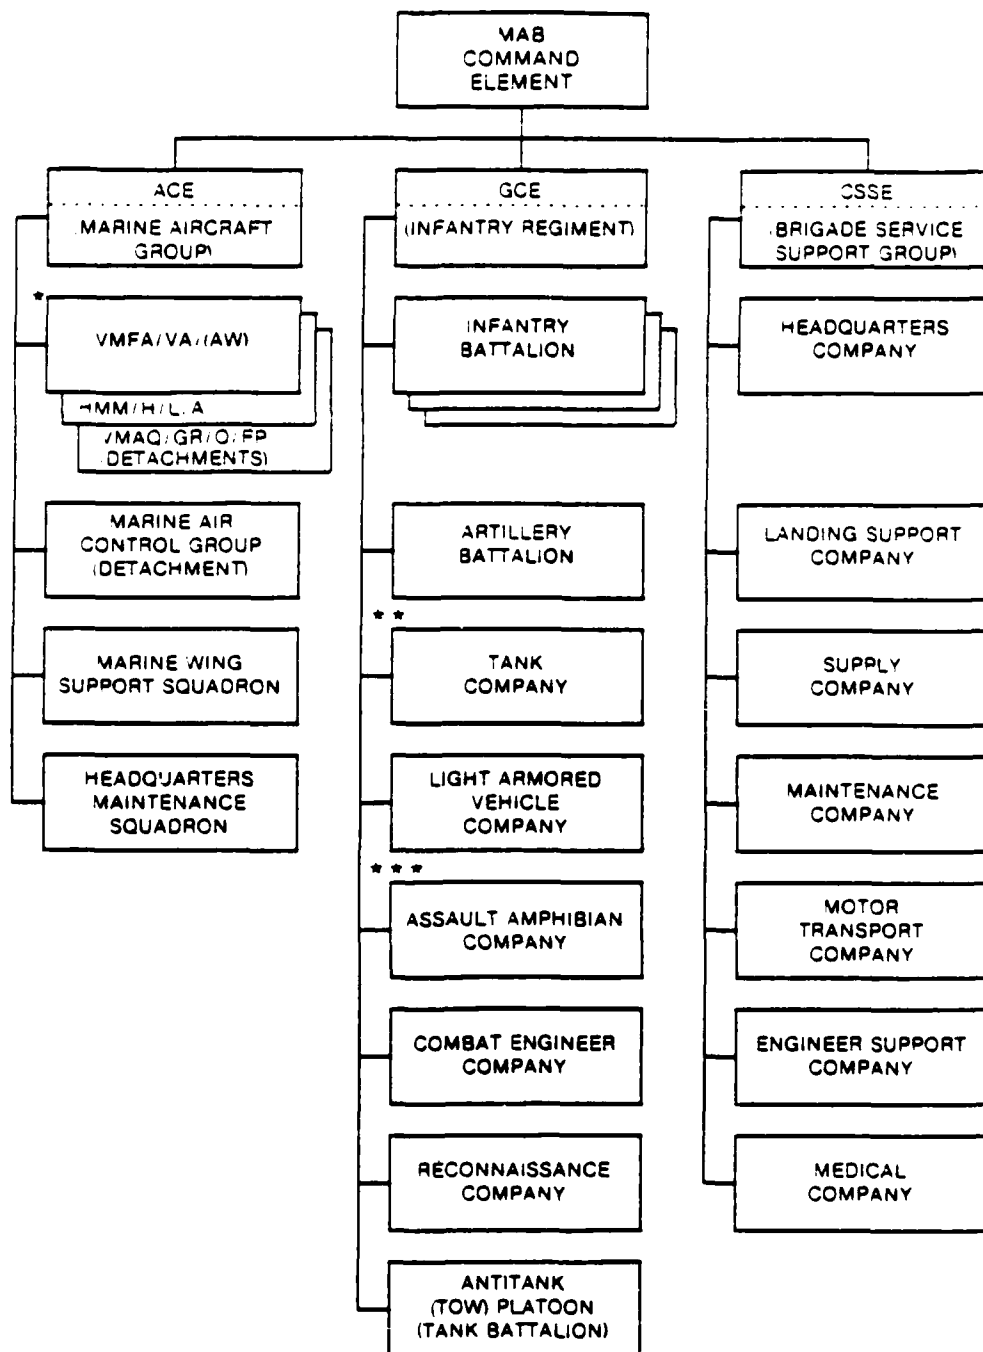 MAB
COMMAND
ELEMENT
ACE
(MARINE AIRCRAFT
GROUP)
*
VMFA/VA/(AW)
HMM/H/L/A
VMAQ/GR/O/FP
(DETACHMENTS)
MARINE AIR
CONTROL GROUP
(DETACHMENT)
MARINE WING
SUPPORT SQUADRON
HEADQUARTERS
MAINTENANCE
SQUADRON
GCE
(INFANTRY REGIMENT)
INFANTRY
BATTALION
ARTILLERY
BATTALION
* *
TANK
COMPANY
LIGHT ARMORED
VEHICLE
COMPANY
* * *
ASSAULT AMPHIBIAN
COMPANY
COMBAT ENGINEER
COMPANY
RECONNAISSANCE
COMPANY
ANTITANK
(TOW) PLATOON
(TANK BATTALION)
CSSE
(BRIGADE SERVICE
SUPPORT GROUP)
HEADQUARTERS
COMPANY
LANDING SUPPORT
COMPANY
SUPPLY
COMPANY
MAINTENANCE
COMPANY
MOTOR
TRANSPORT
COMPANY
ENGINEER SUPPORT
COMPANY
MEDICAL
COMPANY